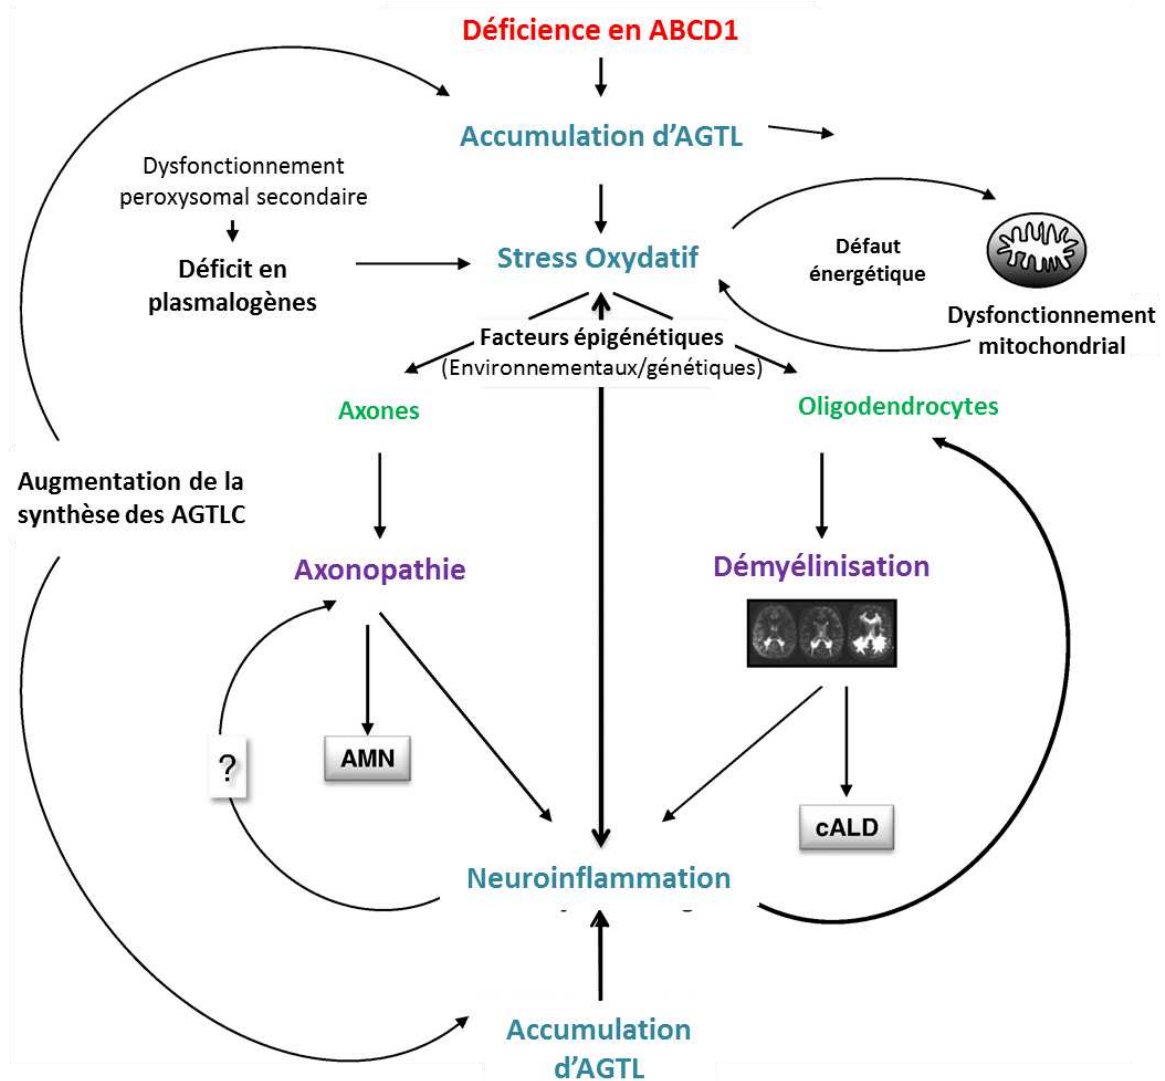 Déficience en ABCD1
Accumulation d'AGTL
Dysfonctionnement
peroxysomal secondaire
Déficit en
plasmalogènes
Stress Oxydatif
Défaut
énergétique
Dysfonctionnement
mitochondrial
Facteurs épigénétiques
(Environnementaux/génétiques)
Axones
Oligodendrocytes
Augmentation de la
synthèse des AGTLC
Axonopathie
Démyélinisation
?
AMN
cALD
Neuroinflammation
Accumulation
d'AGTL